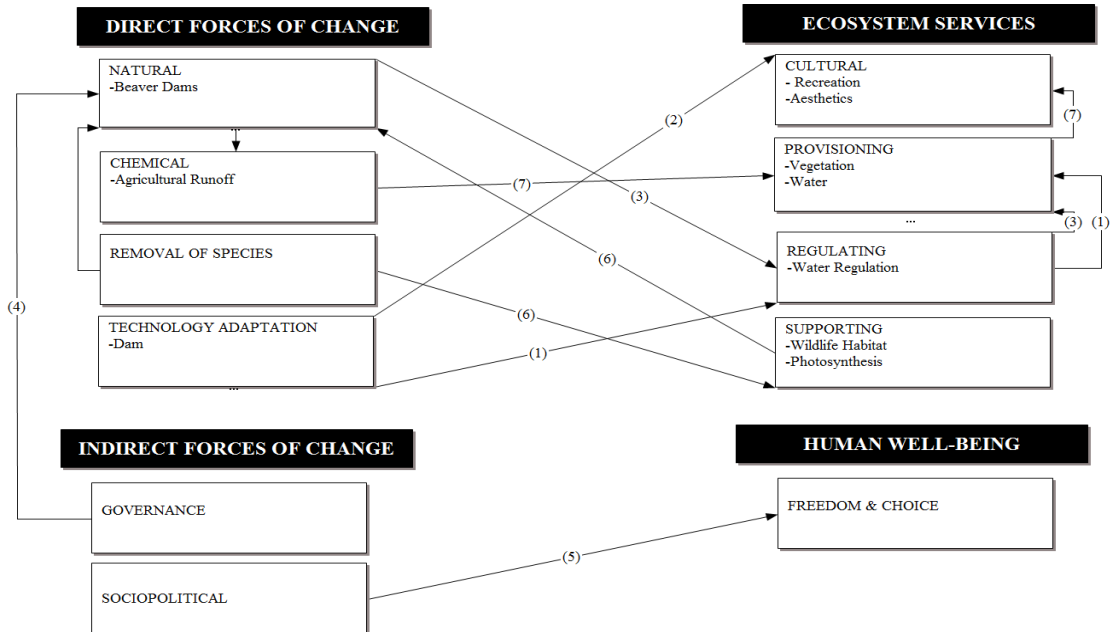 DIRECT FORCES OF CHANGE
NATURAL
-Beaver Dams
...
CHEMICAL
-Agricultural Runoff
REMOVAL OF SPECIES
TECHNOLOGY ADAPTATION
-Dam
...
INDIRECT FORCES OF CHANGE
GOVERNANCE
SOCIOPOLITICAL
(4)
(2)
(7)
(3)
(6)
(6)
(1)
(5)
ECOSYSTEM SERVICES
CULTURAL
- Recreation
-Aesthetics
(7)
PROVISIONING
-Vegetation
-Water
...
(3)
(1)
REGULATING
-Water Regulation
SUPPORTING
-Wildlife Habitat
-Photosynthesis
HUMAN WELL-BEING
FREEDOM & CHOICE